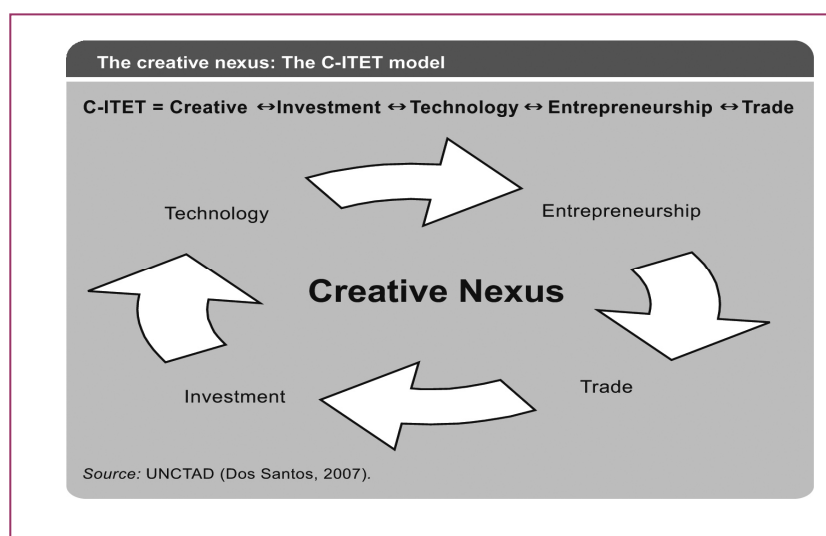 The creative nexus: The C-ITET model
C-ITET = Creative ↔Investment ↔ Technology ↔ Entrepreneurship ↔ Trade
Technology
Entrepreneurship
Creative Nexus
Investment
Trade
Source: UNCTAD (Dos Santos, 2007).